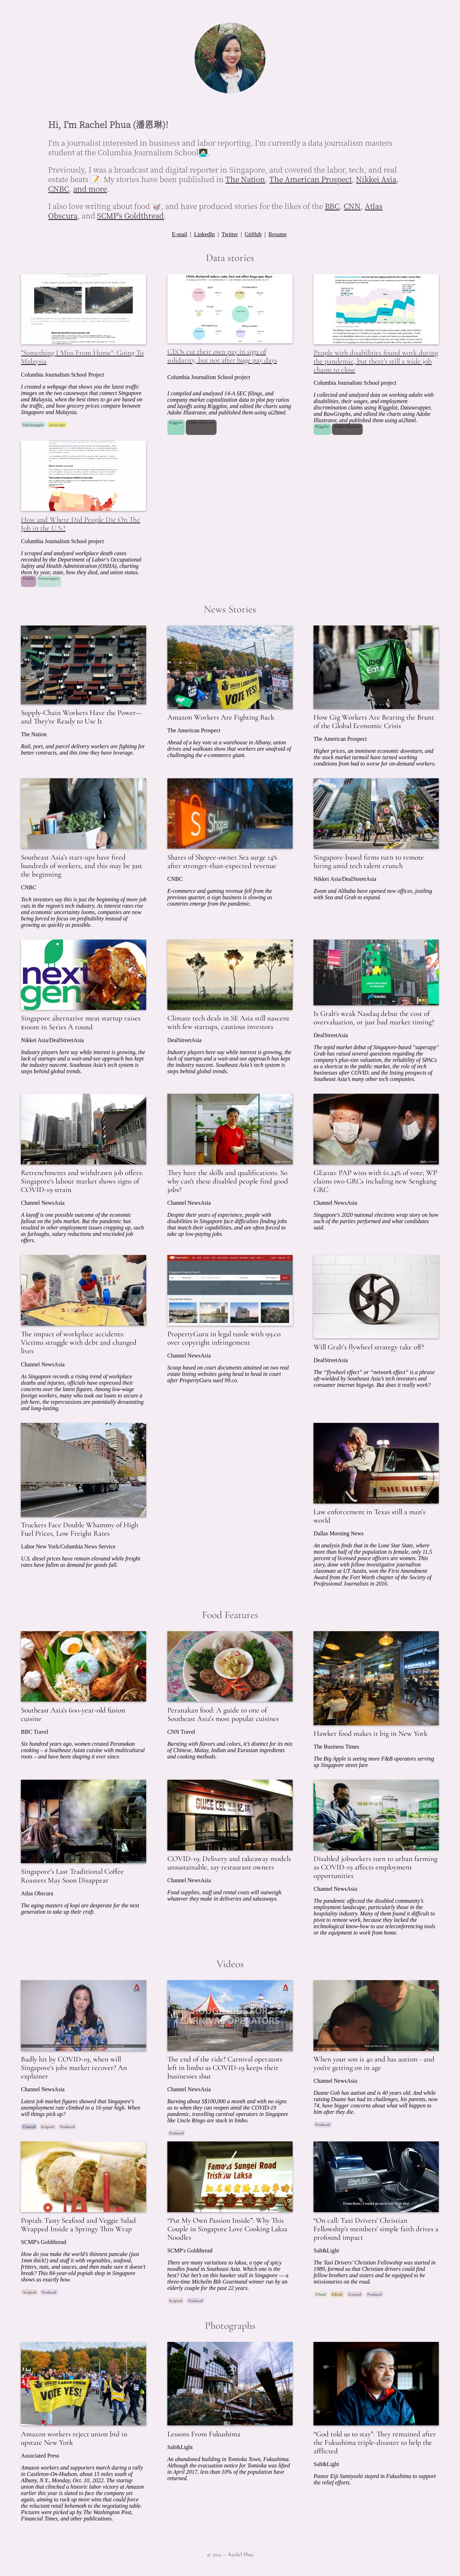 Hi, I'm Rachel Phua (潘恩琳)!
I'm a journalist interested in business and labor reporting. I'm currently a data journalism masters
student at the Columbia Journalism School
Previously, I was a broadcast and digital reporter in Singapore, and covered the labor, tech, and real
estate beats 📝. My stories have been published in The Nation, The American Prospect, Nikkei Asia,
CNBC, and more.
I also love writing about food 🍜, and have produced stories for the likes of the BBC, CNN, Atlas
Obscura, and SCMP's Goldthread.
E-mail | LinkedIn | Twitter | GitHub | Resume
Data stories
"Something I Miss From Home": Going To
Malaysia
Columbia Journalism School Project
I created a webpage that updates on the latest traffic
images on the two causeways that connect Singapore
and Malaysia, when the best times to go are based on
the traffic, and how grocery prices compare between
Singapore and Malaysia.
Datawrapper Javascript
CEOs cut their own pay in sign of
solidarity, but not after huge pay days
Columbia Journalism School project
I compiled and analyzed 14-A SEC filings, and
company market capitalization data to plot pay ratios
and layoffs using R/ggplot, and edited the charts using
Adobe Illustrator, and published them using ai2html.
R/ggplot Adobe Illustrator
People with disabilities found work during
the pandemic, but there's still a wide job
chasm to close
Columbia Journalism School project
I collected and analyzed data on working adults with
disabilities, their wages, and employment
discrimination claims using R/ggplot, Datawrapper,
and RawGraphs, and edited the charts using Adobe
Illustrator, and published them using ai2html.
R/ggplot Adobe Illustrator
How and Where Did People Die On The
Job in the U.S.?
Columbia Journalism School project
I scraped and analyzed workplace death cases
recorded by the Department of Labor's Occupational
Safety and Health Administration (OSHA), charting
them by year, state, how they died, and union status.
Pandas Datawrapper
News Stories
Supply-Chain Workers Have the Power—
and They're Ready to Use It
The Nation
Rail, port, and parcel delivery workers are fighting for
better contracts, and this time they have leverage.
Amazon Workers Are Fighting Back
The American Prospect
Ahead of a key vote at a warehouse in Albany, union
drives and walkouts show that workers are unafraid of
challenging the e-commerce giant.
How Gig Workers Are Bearing the Brunt
of the Global Economic Crisis
The American Prospect
Higher prices, an imminent economic downturn, and
the stock market turmoil have turned working
conditions from bad to worse for on-demand workers.
Southeast Asia's start-ups have fired
hundreds of workers, and this may be just
the beginning
CNBC
Tech investors say this is just the beginning of more job
cuts in the region's industry. As interest rates rise
and economic uncertainty looms, companies are now
being forced to focus on profitability instead of
growing as quickly as possible.
Shares of Shopee-owner Sea surge 14%
after stronger-than-expected revenue
CNBC
E-commerce and gaming revenue fell from the
previous quarter, a sign business is slowing as
countries emerge from the pandemic.
Singapore-based firms turn to remote
hiring amid tech talent crunch
Nikkei Asia/DealStreetAsia
Zoom and Alibaba have opened new offices, jostling
with Sea and Grab to expand.
next
gen
Singapore alternative meat startup raises
$100m in Series A round
Nikkei Asia/DealStreetAsia
Industry players here say while interest is growing, the
lack of startups and a wait-and-see approach has kept
the industry nascent. Southeast Asia's tech system is
steps behind global trends.
Climate tech deals in SE Asia still nascent
with few startups, cautious investors
DealStreetAsia
Industry players here say while interest is growing, the
lack of startups and a wait-and-see approach has kept
the industry nascent. Southeast Asia's tech system is
steps behind global trends.
Is Grab's weak Nasdaq debut the cost of
overvaluation, or just bad market timing?
DealStreetAsia
The tepid market debut of Singapore-based "superapp"
Grab has raised several questions regarding the
company's plus-size valuation, the reliability of SPACs
as a shortcut to the public market, the role of tech
businesses after COVID, and the listing prospects of
Southeast Asia's many other tech companies.
Retrenchments and withdrawn job offers:
Singapore's labour market shows signs of
COVID-19 strain
Channel NewsAsia
A layoff is one possible outcome of the economic
fallout on the jobs market. But the pandemic has
resulted in other employment issues cropping up, such
as furloughs, salary reductions and rescinded job
offers.
They have the skills and qualifications. So
why can't these disabled people find good
jobs?
Channel NewsAsia
Despite their years of experience, people with
disabilities in Singapore face difficulties finding jobs
that match their capabilities, and are often forced to
take up low-paying jobs.
GE2020: PAP wins with 61.24% of vote; WP
claims two GRCs including new Sengkang
GRC
Channel NewsAsia
Singapore's 2020 national elections wrap story on how
each of the parties performed and what candidates
said.
The impact of workplace accidents:
Victims struggle with debt and changed
lives
Channel NewsAsia
As Singapore records a rising trend of workplace
deaths and injuries, officials have expressed their
concerns over the latest figures. Among low-wage
foreign workers, many who took out loans to secure a
job here, the repercussions are potentially devastating
and long-lasting.
PropertyGuru in legal tussle with 99.co
over copyright infringement
Channel NewsAsia
Scoop based on court documents attained on two real
estate listing websites going head to head in court
after PropertyGuru sued 99.co.
Will Grab's flywheel strategy take off?
DealStreetAsia
The "flywheel effect" or "network effect" is a phrase
oft-wielded by Southeast Asia's tech investors and
consumer internet bigwigs. But does it really work?
Truckers Face Double Whammy of High
Fuel Prices, Low Freight Rates
Labor New York/Columbia News Service
U.S. diesel prices have remain elevated while freight
rates have fallen as demand for goods fall.
SHERIFF
Law enforcement in Texas still a man's
world
Dallas Morning News
An analysis finds that in the Lone Star State, where
more than half of the population is female, only 11.5
percent of licensed peace officers are women. This
story, done with fellow investigative journalism
classmate at UT Austin, won the First Amendment
Award from the Fort Worth chapter of the Society of
Professional Journalists in 2016.
Food Features
Southeast Asia's 600-year-old fusion
cuisine
BBC Travel
Six hundred years ago, women created Peranakan
cooking – a Southeast Asian cuisine with multicultural
roots – and have been shaping it ever since.
Peranakan food: A guide to one of
Southeast Asia's most popular cuisines
CNN Travel
Bursting with flavors and colors, it's distinct for its mix
of Chinese, Malay, Indian and Eurasian ingredients
and cooking methods.
Hawker food makes it big in New York
The Business Times
The Big Apple is seeing more F&B operators serving
up Singapore street fare
Singapore's Last Traditional Coffee
Roasters May Soon Disappear
Atlas Obscura
The aging masters of kopi are desperate for the next
generation to take up their craft.
COVID-19: Delivery and takeaway models
unsustainable, say restaurant owners
Channel NewsAsia
Food supplies, staff and rental costs will outweigh
whatever they make in deliveries and takeaways.
Disabled jobseekers turn to urban farming
as COVID-19 affects employment
opportunities
Channel NewsAsia
The pandemic affected the disabled community's
employment landscape, particularly those in the
hospitality industry. Many of them found it difficult to
pivot to remote work, because they lacked the
technological know-how to use teleconferencing tools
or the equipment to work from home.
Videos
Badly hit by COVID-19, when will
Singapore's jobs market recover? An
explainer
Channel NewsAsia
Latest job market figures showed that Singapore's
unemployment rate climbed to a 16-year high. When
will things pick up?
Fronted Scripted Produced
CARNIVAL OPERATORS
The end of the ride? Carnival operators
left in limbo as COVID-19 keeps their
businesses shut
Channel NewsAsia
Burning about S$100,000 a month and with no signs
as to when they can reopen amid the COVID-19
pandemic, travelling carnival operators in Singapore
like Uncle Ringo are stuck in limbo.
Produced
When your son is 40 and has autism - and
you're getting on in age
Channel NewsAsia
Duane Goh has autism and is 40 years old. And while
raising Duane has had its challenges, his parents, now
74, have bigger concerns about what will happen to
him after they die.
Produced
Popiah: Tasty Seafood and Veggie Salad
Wrapped Inside a Springy Thin Wrap
SCMP's Goldthread
How do you make the world's thinnest pancake (just
1mm thick!) and stuff it with vegetables, seafood,
fritters, nuts, and sauces, and then make sure it doesn't
break? This 84-year-old popiah shop in Singapore
shows us exactly how.
Scripted Produced
Famous Sungei Road
Trishaw Laksa
"Put My Own Passion Inside": Why This
Couple in Singapore Love Cooking Laksa
Noodles
SCMP's Goldthread
There are many variations to laksa, a type of spicy
noodles found in Southeast Asia. Which one is the
best? Our bet's on this hawker stall in Singapore — a
three-time Michelin Bib Gourmand winner run by an
elderly couple for the past 22 years.
Scripted Produced
"On call: Taxi Drivers' Christian
Fellowship's members' simple faith drives a
profound impact
Salt&Light
The Taxi Drivers' Christian Fellowship was started in
1989, formed so that Christian drivers could find
fellow brothers and sisters and be equipped to be
missionaries on the road.
Filmed Edited Scripted Produced
Photographs
VOTE YES!
Amazon workers reject union bid in
upstate New York
Associated Press
Amazon workers and supporters march during a rally
in Castleton-On-Hudson, about 15 miles south of
Albany, N.Y., Monday, Oct. 10, 2022. The startup
union that clinched a historic labor victory at Amazon
earlier this year is slated to face the company yet
again, aiming to rack up more wins that could force
the reluctant retail behemoth to the negotiating table.
Pictures were picked up by The Washington Post,
Financial Times, and other publications.
Lessons From Fukushima
Salt&Light
An abandoned building in Tomioka Town, Fukushima.
Although the evacuation notice for Tomioka was lifted
in April 2017, less than 10% of the population have
returned.
"God told us to stay": They remained after
the Fukushima triple-disaster to help the
afflicted
Salt&Light
Pastor Eiji Sumiyoshi stayed in Fukushima to support
the relief efforts.
© 2023 — Rachel Phua